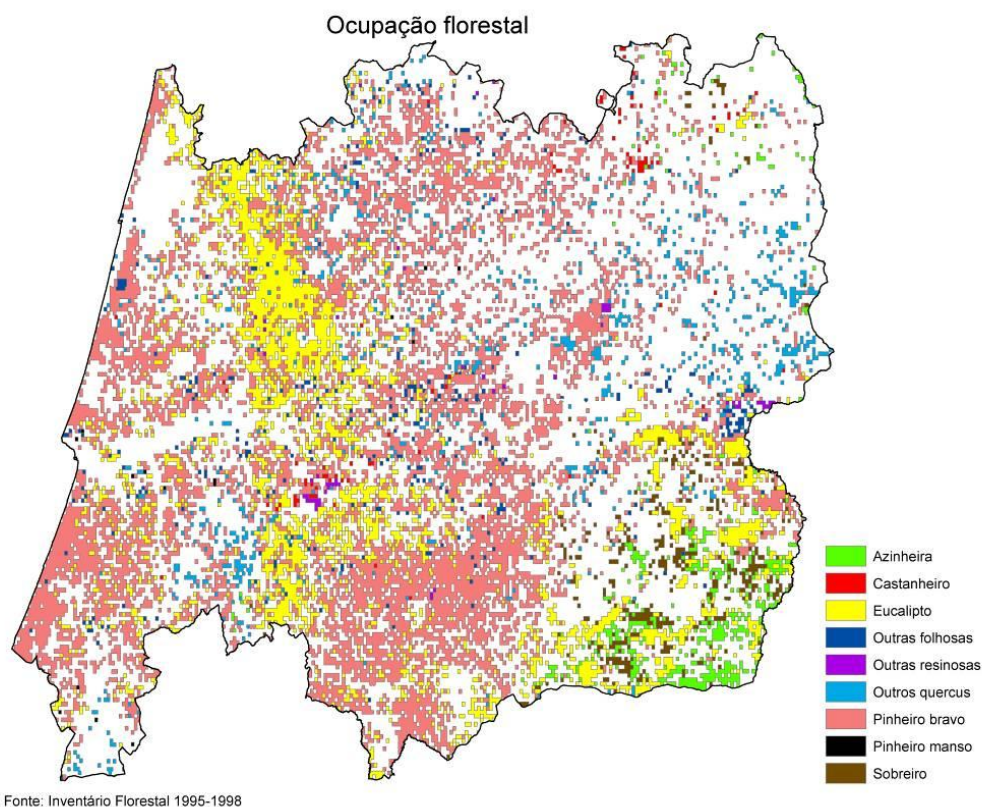 Ocupação florestal
Azinheira
Castanheiro
Eucalipto
Outras folhosas
Outras resinosas
Outros quercus
Pinheiro bravo
Pinheiro manso
Sobreiro
Fonte: Inventário Florestal 1995-1998